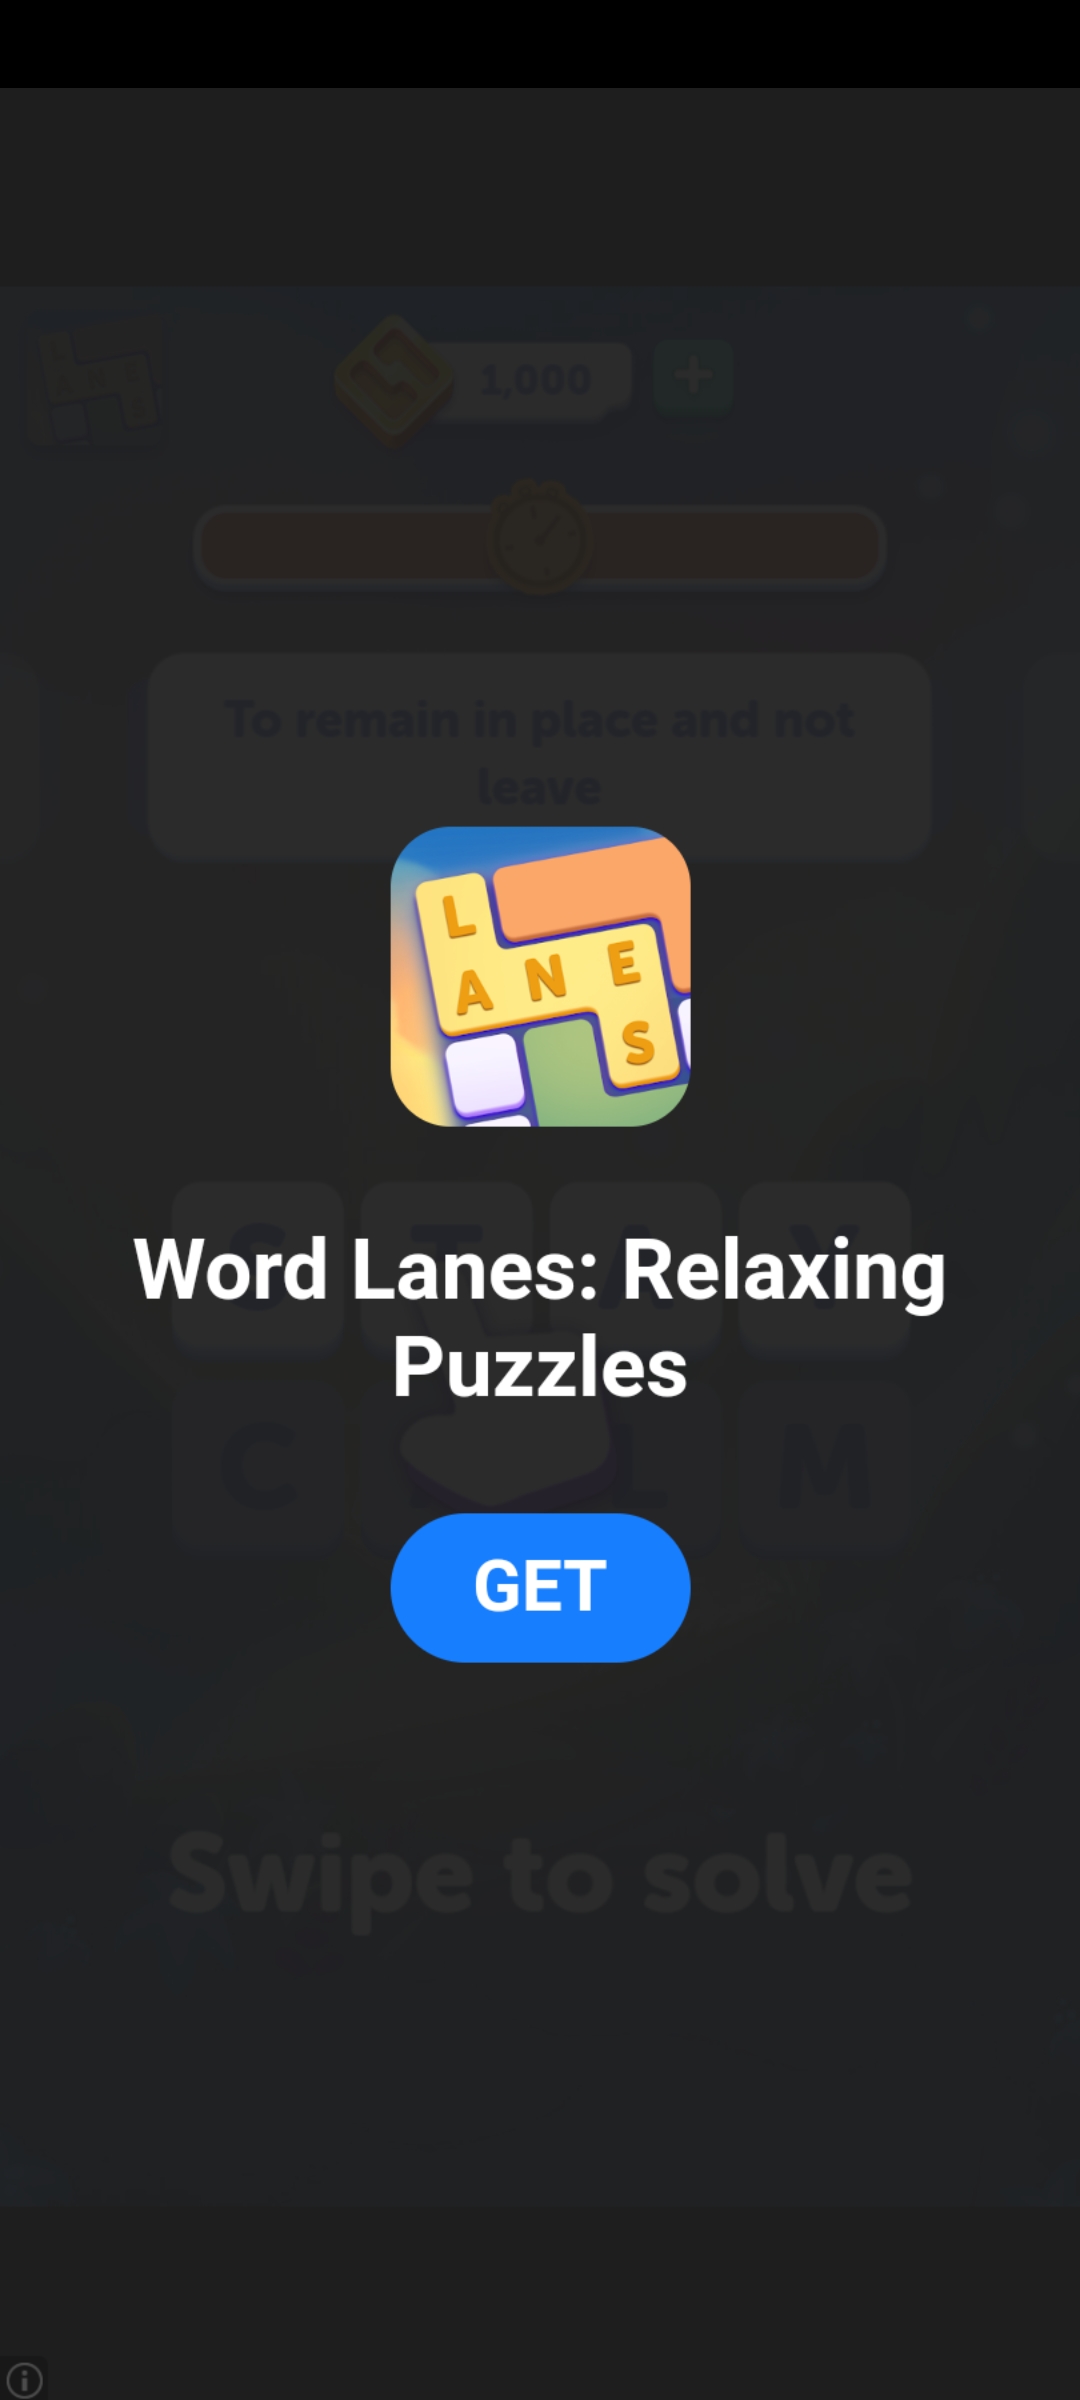 1,000
To remain in place and not
leave
L
A N E
S
S T A Y
Word Lanes: Relaxing
Puzzles
C L M
GET
Swipe to solve